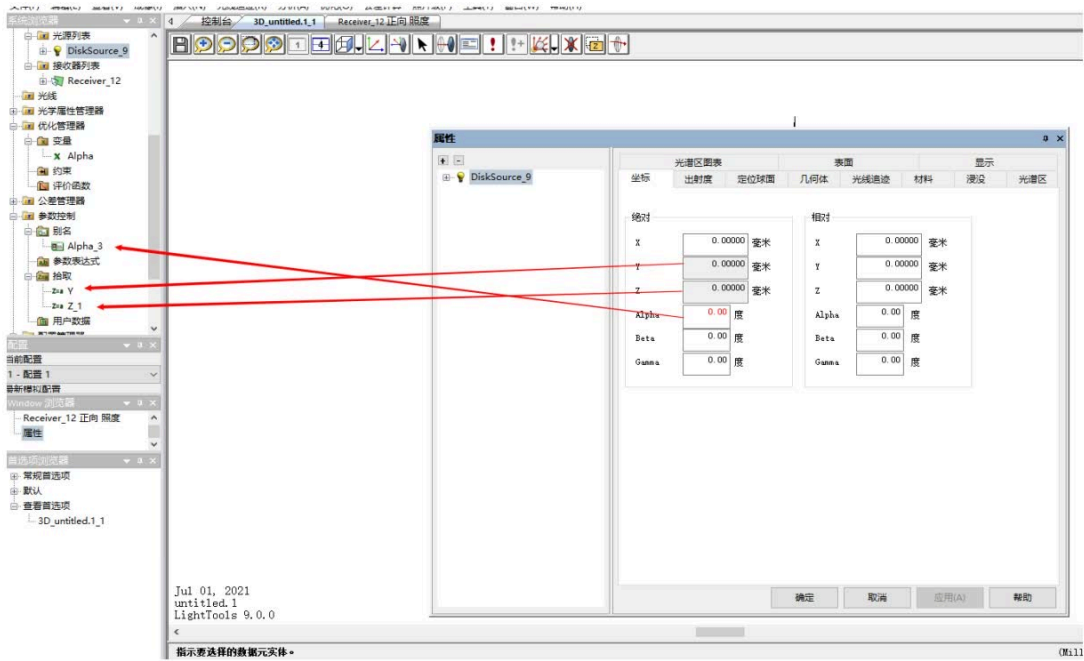 控制台
3D_untitled.1_1
Receiver_12 正向 照度
系统浏览器
光源列表
DiskSource_9
接收器列表
Receiver_12
光线
光学属性管理器
优化管理器
变量
Alpha
约束
评价函数
公差管理器
参数控制
别名
Alpha_3
参数表达式
拾取
Y
Z_1
用户数据
配置
当前配置
1 - 配置 1
最新模拟配置
Window 浏览器
Receiver_12 正向 照度
属性
首选项浏览器
常规首选项
默认
查看首选项
3D_untitled.1_1
属性
DiskSource_9
光谱区图表 表面 显示
坐标 出射度 定位球面 几何体 光线追迹 材料 浸没 光谱区
绝对 相对
X 0.00000 毫米 X 0.00000 毫米
Y 0.00000 毫米 Y 0.00000 毫米
Z 0.00000 毫米 Z 0.00000 毫米
Alpha 0.00 度 Alpha 0.00 度
Beta 0.00 度 Beta 0.00 度
Gamma 0.00 度 Gamma 0.00 度
确定 取消 应用(A) 帮助
Jul 01, 2021
untitled.1
LightTools 9.0.0
指示要选择的数据元实体。
(Mill